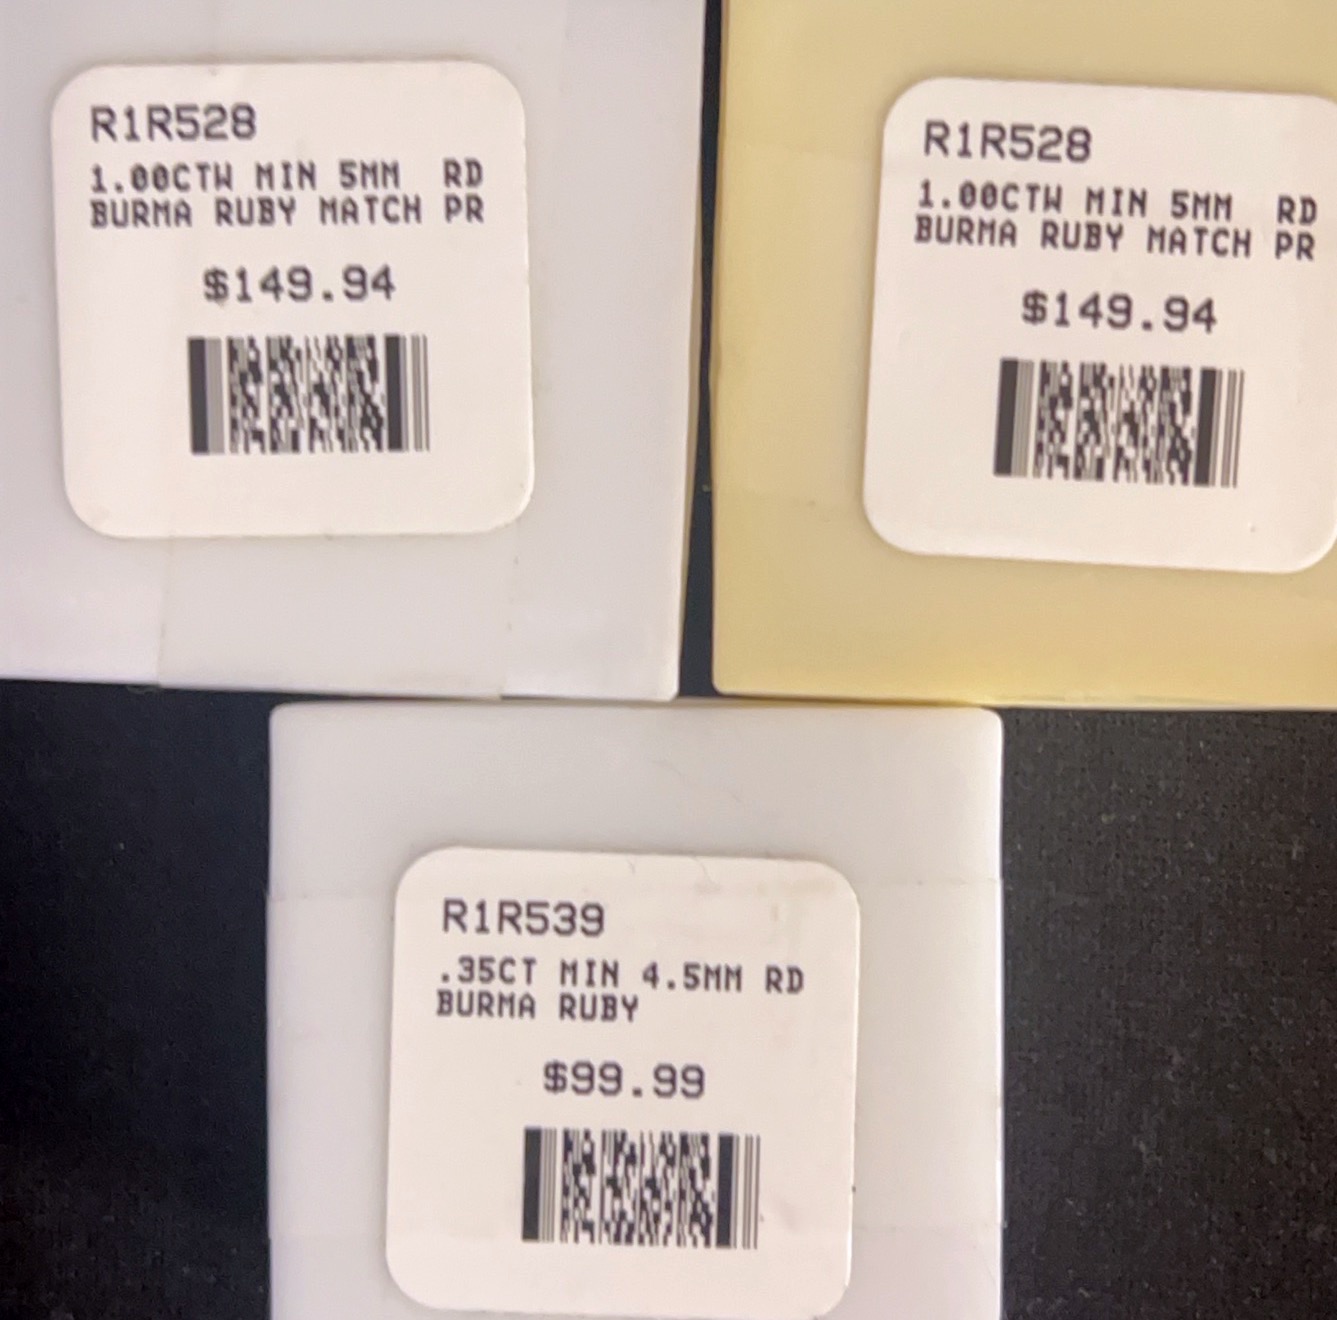 R1R528
1.00CTW MIN 5MM RD
BURMA RUBY MATCH PR
$149.94
R1R528
1.00CTW MIN 5MM RD
BURMA RUBY MATCH PR
$149.94
R1R539
.35CT MIN 4.5MM RD
BURMA RUBY
$99.99